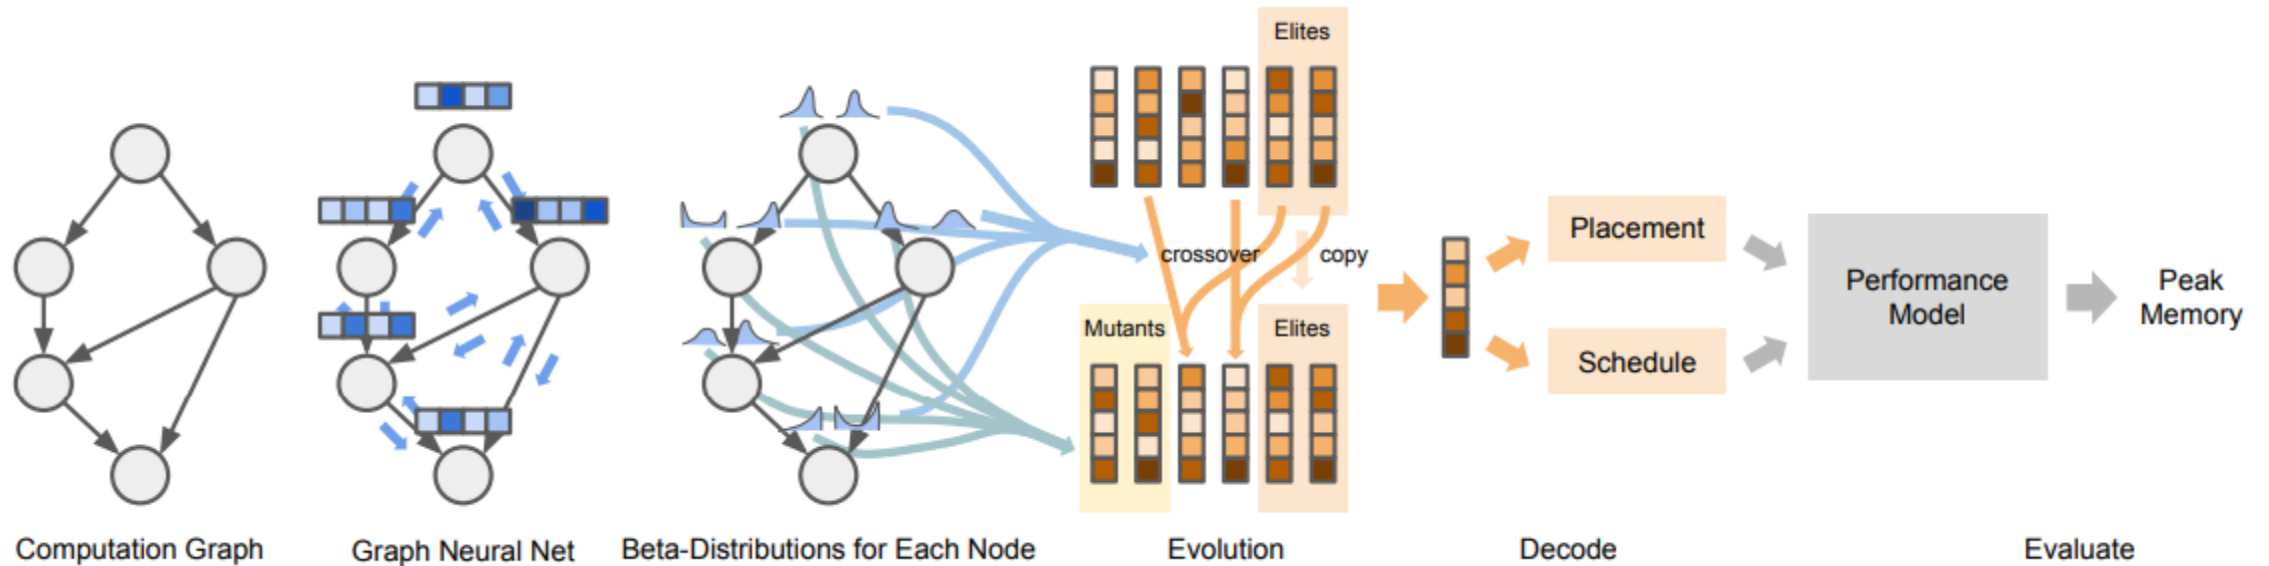 Elites
crossover
copy
Mutants
Elites
Placement
Schedule
Performance
Model
Peak
Memory
Computation Graph
Graph Neural Net
Beta-Distributions for Each Node
Evolution
Decode
Evaluate